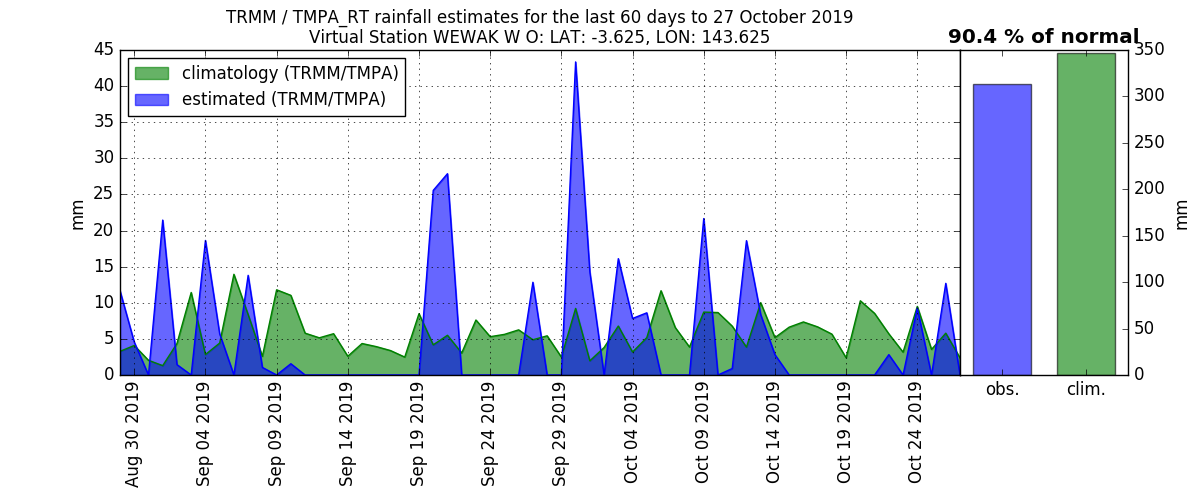 TRMM / TMPA_RT rainfall estimates for the last 60 days to 27 October 2019
Virtual Station WEWAK W O: LAT: -3.625, LON: 143.625
90.4 % of normal
climatology (TRMM/TMPA)
estimated (TRMM/TMPA)
mm
45
40
35
30
25
20
15
10
5
0
Aug 30 2019
Sep 04 2019
Sep 09 2019
Sep 14 2019
Sep 19 2019
Sep 24 2019
Sep 29 2019
Oct 04 2019
Oct 09 2019
Oct 14 2019
Oct 19 2019
Oct 24 2019
obs.
clim.
350
300
250
200
150
100
50
0
mm